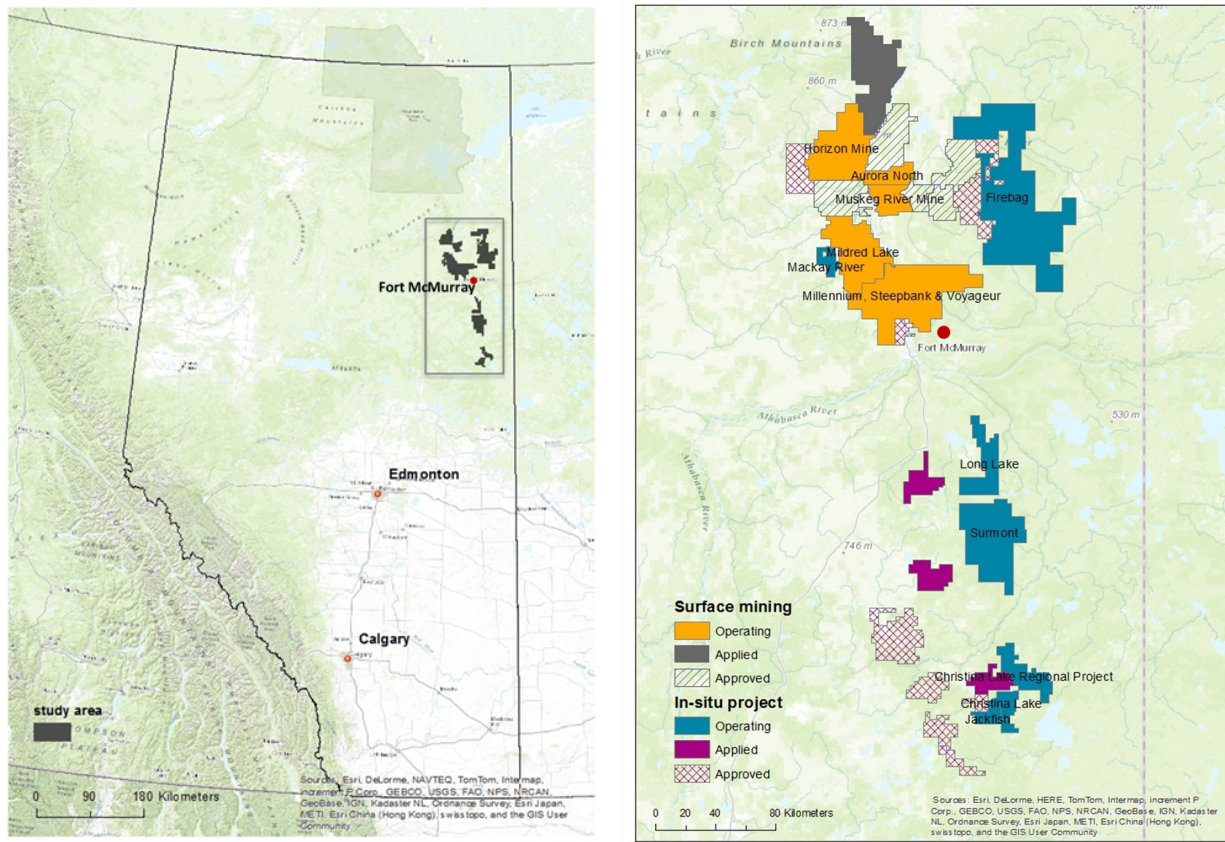 Fort McMurray
Edmonton
Calgary
study area
0 90 180 Kilometers
Sources: Esri, DeLorme, NAVTEQ, TomTom, Intermap,
increment P Corp., GEBCO, USGS, FAO, NPS, NRCAN,
GeoBase, IGN, Kadaster NL, Ordnance Survey, Esri Japan,
METI, Esri China (Hong Kong), swisstopo, and the GIS User
Community
873 m
Birch Mountains
River
860 m
Horizon Mine
Aurora North
Muskeg River Mine
Firebag
Mildred Lake
Mackay River
Millennium, Steepbank & Voyageur
Fort McMurray
Athabasca River
530 m
Athabasca River
Long Lake
Surmont
746 m
Surface mining
Operating
Applied
Approved
In-situ project
Operating
Applied
Approved
Christina Lake Regional Project
Christina Lake
Jackfish
0 20 40 80 Kilometers
Sources: Esri, DeLorme, HERE, TomTom, Intermap, increment P
Corp., GEBCO, USGS, FAO, NPS, NRCAN, GeoBase, IGN, Kadaster
NL, Ordnance Survey, Esri Japan, METI, Esri China (Hong Kong),
swisstopo, and the GIS User Community